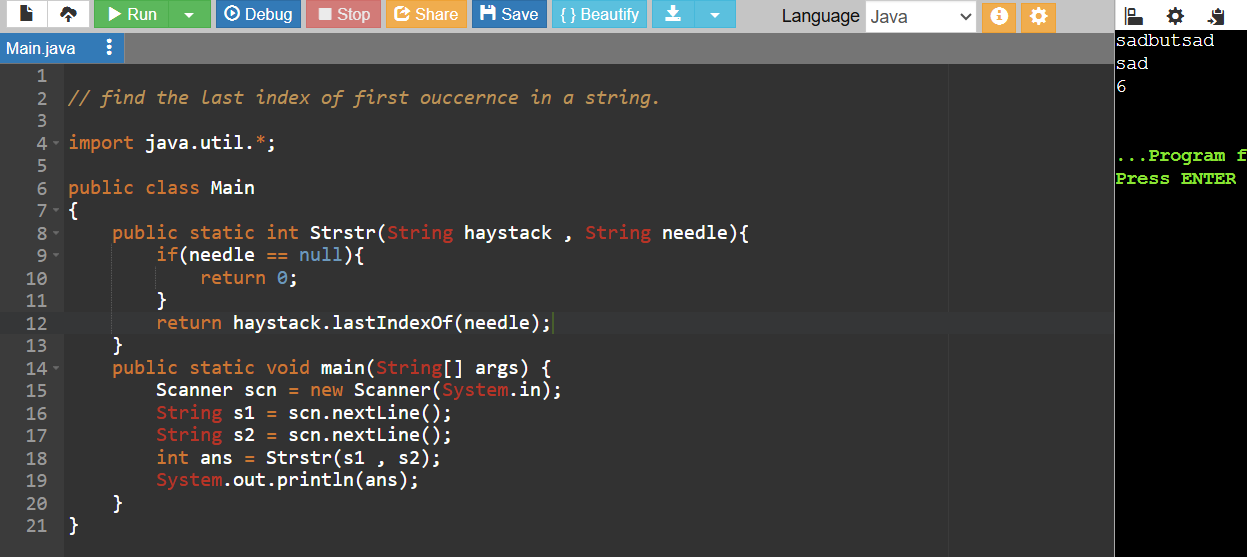 Run Debug Stop Share Save { } Beautify Language Java
Main.java
1
2 // find the last index of first ouccernce in a string.
3
4 import java.util.*;
5
6 public class Main
7 {
8 public static int Strstr(String haystack , String needle){
9 if(needle == null){
10 return 0;
11 }
12 return haystack.lastIndexOf(needle);
13 }
14 public static void main(String[] args) {
15 Scanner scn = new Scanner(System.in);
16 String s1 = scn.nextLine();
17 String s2 = scn.nextLine();
18 int ans = Strstr(s1 , s2);
19 System.out.println(ans);
20 }
21 }
sadbutsad
sad
6
...Program f
Press ENTER